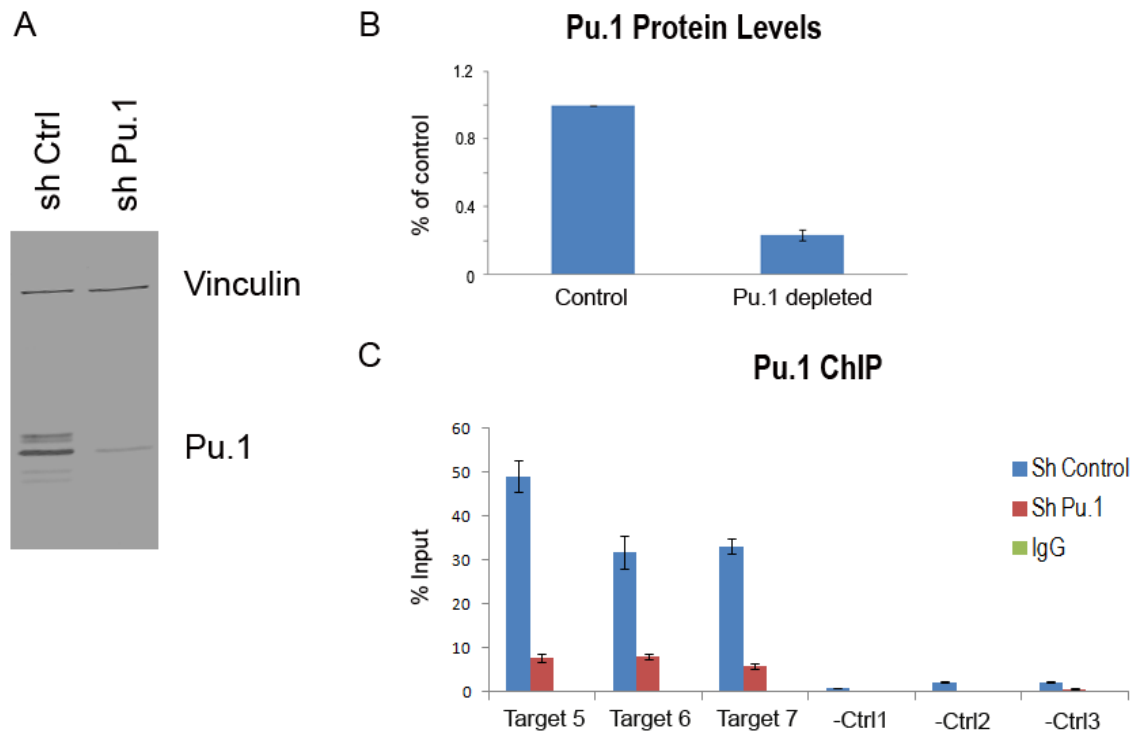 A
sh Ctrl
sh Pu.1
Vinculin
Pu.1
B
Pu.1 Protein Levels
% of control
1.2
0.8
0.4
0
Control
Pu.1 depleted
C
Pu.1 ChIP
% Input
60
50
40
30
20
10
0
Sh Control
Sh Pu.1
IgG
Target 5
Target 6
Target 7
-Ctrl1
-Ctrl2
-Ctrl3